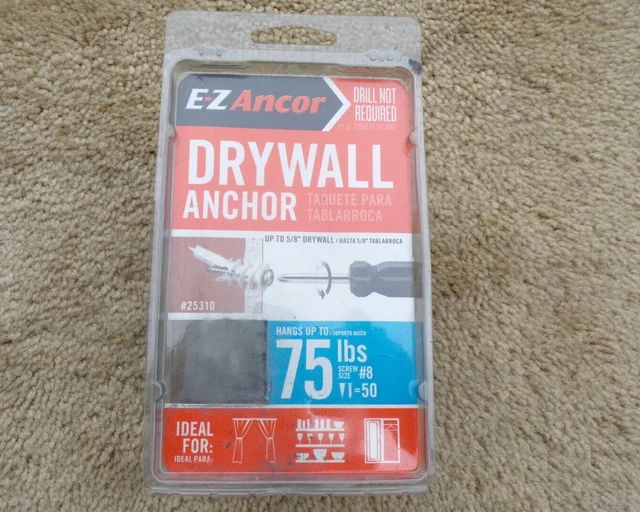 E-Z Ancor
DRILL NOT
REQUIRED
DRYWALL
ANCHOR
TAQUETE PARA
TABLARROCA
UP TO 5/8" DRYWALL / HASTA 5/8" TABLARROCA
#25310
HANGS UP TO / SOPORTE HASTA
75 lbs
SCREW
SIZE #8
=50
IDEAL
FOR:
IDEAL PARA: